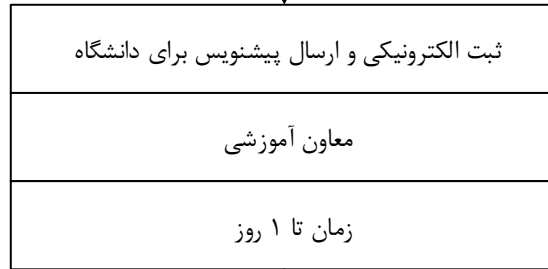 ثبت الکترونیکی و ارسال پیشنویس برای دانشگاه
معاون آموزشی
زمان تا ۱ روز